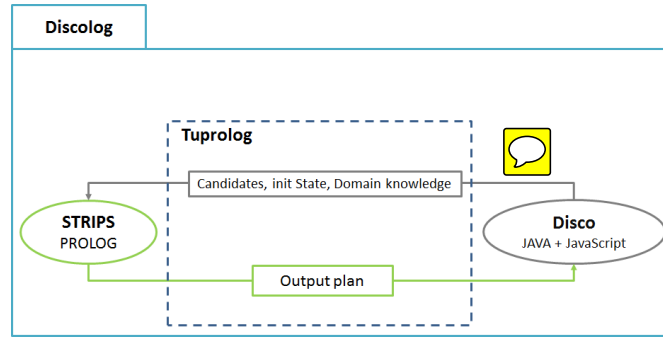 Discolog
Tuprolog
Candidates, init State, Domain knowledge
STRIPS
PROLOG
Disco
JAVA + JavaScript
Output plan